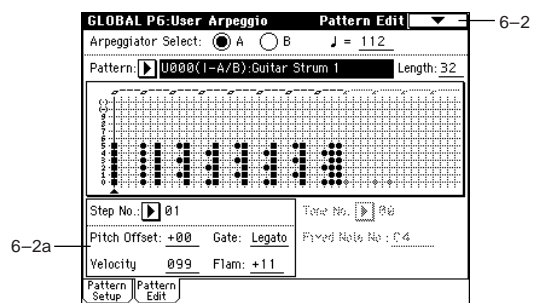 GLOBAL P6:User Arpeggio Pattern Edit
6–2
Arpeggiator Select: A B ♩ = 112
Pattern: U000(I-A/B):Guitar Strum 1 Length: 32
Step No.: 01 Tone No. 00
6–2a
Pitch Offset: +00 Gate: Legato Fixed Note No.: C4
Velocity 099 Flam: +11
Pattern Setup Pattern Edit